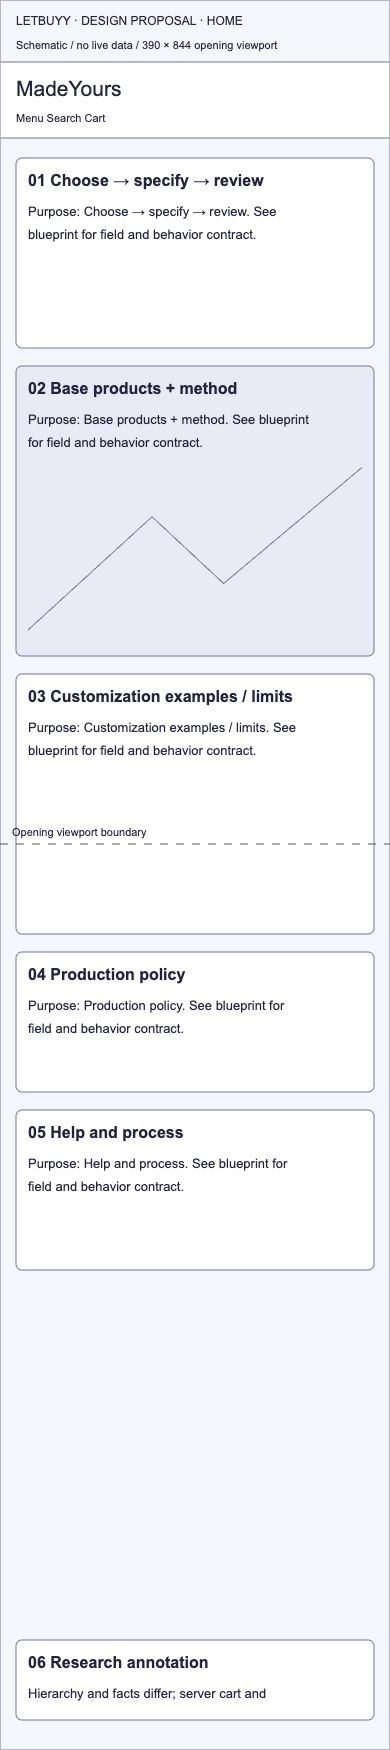 LETBUYY · DESIGN PROPOSAL · HOME
Schematic / no live data / 390 × 844 opening viewport
MadeYours
Menu Search Cart
01 Choose → specify → review
Purpose: Choose → specify → review. See
blueprint for field and behavior contract.
02 Base products + method
Purpose: Base products + method. See blueprint
for field and behavior contract.
03 Customization examples / limits
Purpose: Customization examples / limits. See
blueprint for field and behavior contract.
Opening viewport boundary
04 Production policy
Purpose: Production policy. See blueprint for
field and behavior contract.
05 Help and process
Purpose: Help and process. See blueprint for
field and behavior contract.
06 Research annotation
Hierarchy and facts differ; server cart and